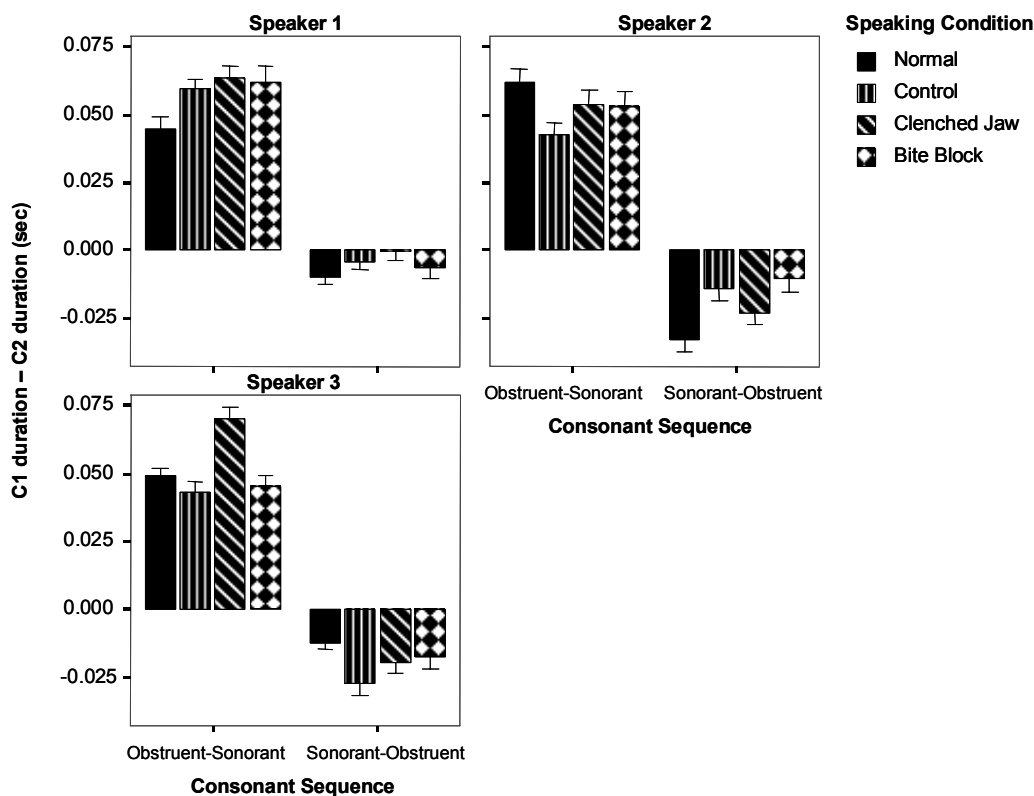 Speaker 1
Speaker 2
Speaking Condition
Normal
Control
Clenched Jaw
Bite Block
C1 duration – C2 duration (sec)
0.075
0.050
0.025
0.000
-0.025
Obstruent-Sonorant
Sonorant-Obstruent
Consonant Sequence
Speaker 3
0.075
0.050
0.025
0.000
-0.025
Obstruent-Sonorant
Sonorant-Obstruent
Consonant Sequence